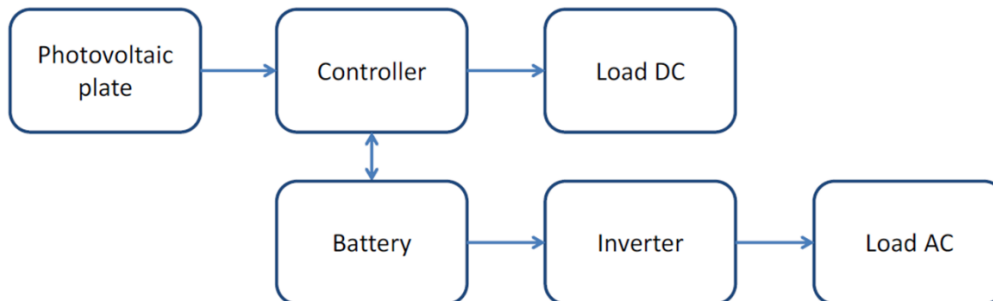 Photovoltaic
plate
Controller
Load DC
Battery
Inverter
Load AC